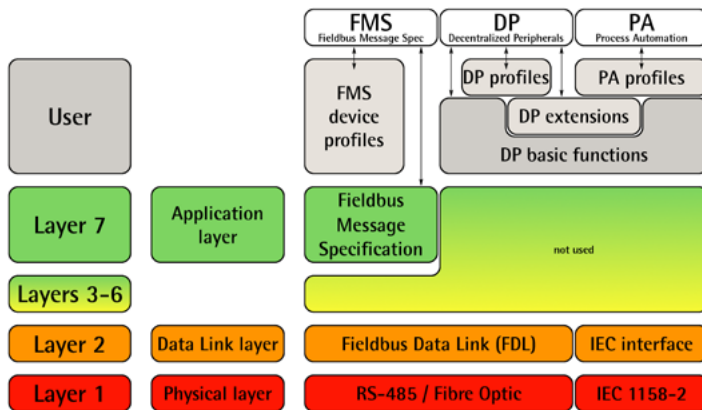 FMS
Fieldbus Message Spec
DP
Decentralized Peripherals
PA
Process Automation
User
FMS
device
profiles
DP profiles
PA profiles
DP extensions
DP basic functions
Layer 7
Application
layer
Fieldbus
Message
Specification
not used
Layers 3-6
Layer 2
Data Link layer
Fieldbus Data Link (FDL)
IEC interface
Layer 1
Physical layer
RS-485 / Fibre Optic
IEC 1158-2